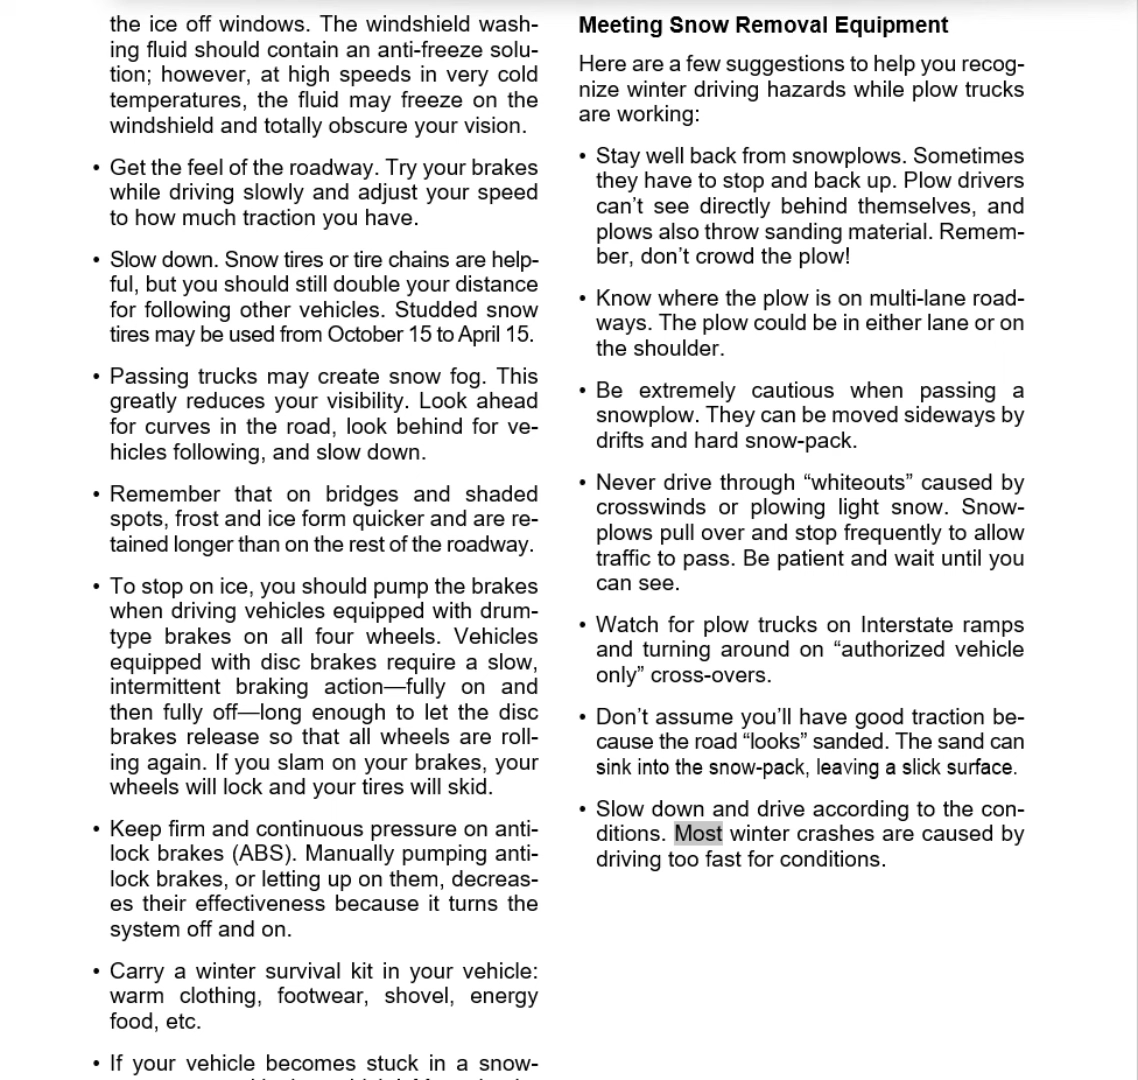 the ice off windows. The windshield wash-
ing fluid should contain an anti-freeze solu-
tion; however, at high speeds in very cold
temperatures, the fluid may freeze on the
windshield and totally obscure your vision.
• Get the feel of the roadway. Try your brakes
while driving slowly and adjust your speed
to how much traction you have.
• Slow down. Snow tires or tire chains are help-
ful, but you should still double your distance
for following other vehicles. Studded snow
tires may be used from October 15 to April 15.
• Passing trucks may create snow fog. This
greatly reduces your visibility. Look ahead
for curves in the road, look behind for ve-
hicles following, and slow down.
• Remember that on bridges and shaded
spots, frost and ice form quicker and are re-
tained longer than on the rest of the roadway.
• To stop on ice, you should pump the brakes
when driving vehicles equipped with drum-
type brakes on all four wheels. Vehicles
equipped with disc brakes require a slow,
intermittent braking action—fully on and
then fully off—long enough to let the disc
brakes release so that all wheels are roll-
ing again. If you slam on your brakes, your
wheels will lock and your tires will skid.
• Keep firm and continuous pressure on anti-
lock brakes (ABS). Manually pumping anti-
lock brakes, or letting up on them, decreas-
es their effectiveness because it turns the
system off and on.
• Carry a winter survival kit in your vehicle:
warm clothing, footwear, shovel, energy
food, etc.
• If your vehicle becomes stuck in a snow-
Meeting Snow Removal Equipment
Here are a few suggestions to help you recog-
nize winter driving hazards while plow trucks
are working:
• Stay well back from snowplows. Sometimes
they have to stop and back up. Plow drivers
can’t see directly behind themselves, and
plows also throw sanding material. Remem-
ber, don’t crowd the plow!
• Know where the plow is on multi-lane road-
ways. The plow could be in either lane or on
the shoulder.
• Be extremely cautious when passing a
snowplow. They can be moved sideways by
drifts and hard snow-pack.
• Never drive through “whiteouts” caused by
crosswinds or plowing light snow. Snow-
plows pull over and stop frequently to allow
traffic to pass. Be patient and wait until you
can see.
• Watch for plow trucks on Interstate ramps
and turning around on “authorized vehicle
only” cross-overs.
• Don’t assume you’ll have good traction be-
cause the road “looks” sanded. The sand can
sink into the snow-pack, leaving a slick surface.
• Slow down and drive according to the con-
ditions. Most winter crashes are caused by
driving too fast for conditions.